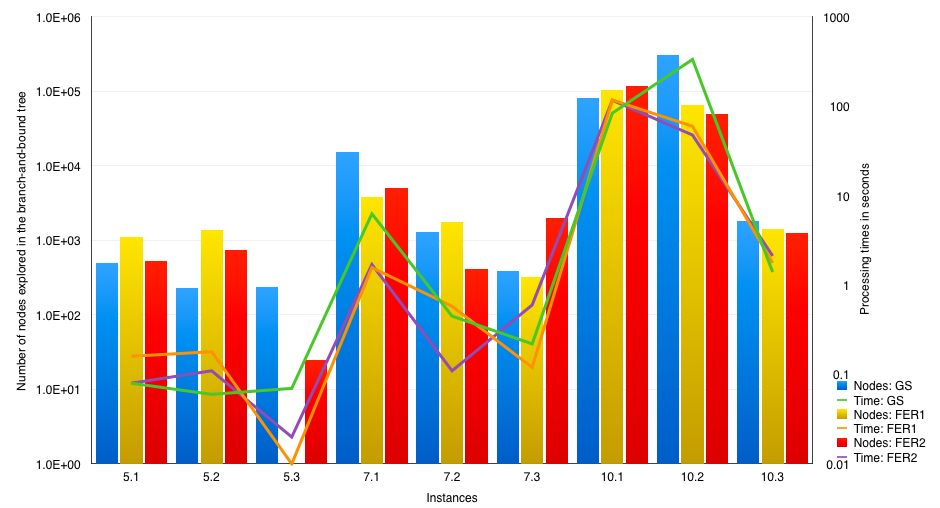 Number of nodes explored in the branch-and-bound tree
1.0E+06
1.0E+05
1.0E+04
1.0E+03
1.0E+02
1.0E+01
1.0E+00
5.1
5.2
5.3
7.1
7.2
7.3
10.1
10.2
10.3
Instances
1000
100
10
1
0.1
0.01
Processing times in seconds
Nodes: GS
Time: GS
Nodes: FER1
Time: FER1
Nodes: FER2
Time: FER2